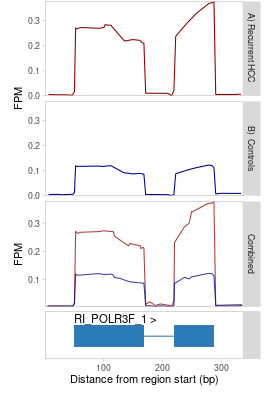 0.3
0.2
0.1
0.0
FPM
A) Recurrent HCC
0.3
0.2
0.1
0.0
B) Controls
0.3
0.2
0.1
FPM
Combined
RI_POLR3F_1 >
100
200
300
Distance from region start (bp)